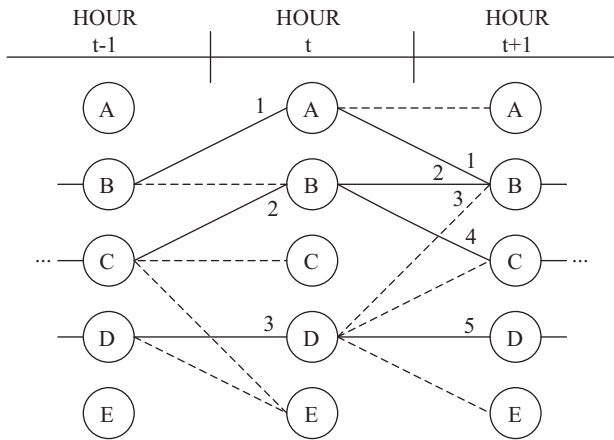 HOUR HOUR HOUR
t-1 t t+1
A 1 A A
1
B B 2 B
2 3
4
... C C C ...
D 3 D 5 D
E E E